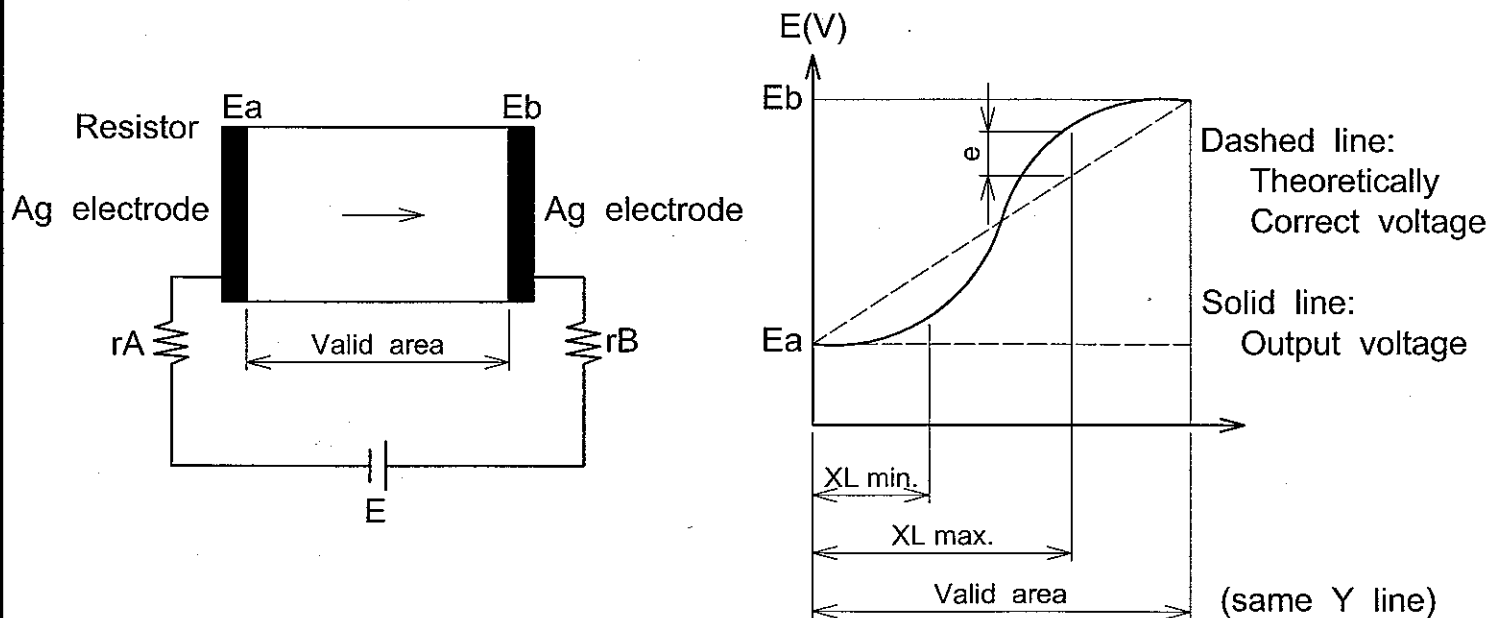 Ea
Eb
Resistor
Ag electrode
Ag electrode
rA
Valid area
rB
E
E(V)
Eb
e
Ea
Dashed line:
Theoretically
Correct voltage
Solid line:
Output voltage
XL min.
XL max.
Valid area
(same Y line)